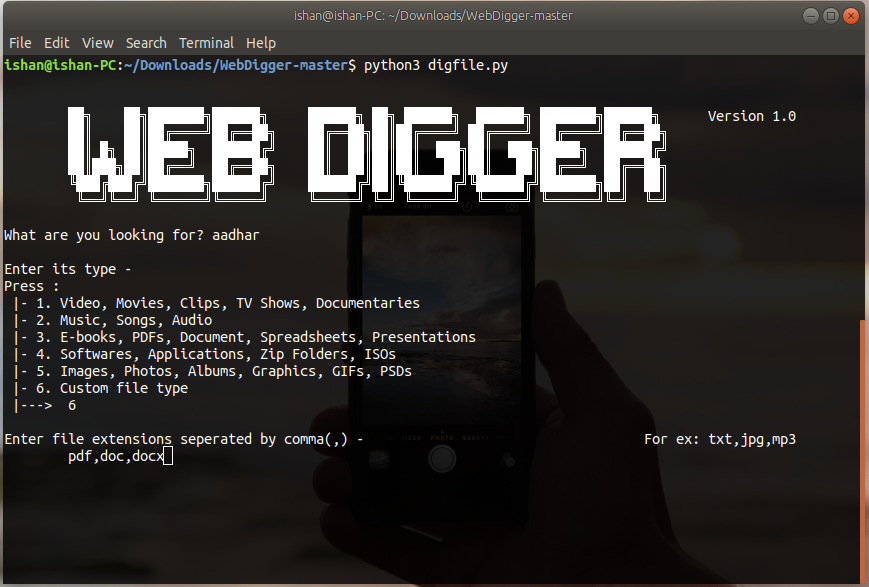 ishan@ishan-PC: ~/Downloads/WebDigger-master
File Edit View Search Terminal Help
ishan@ishan-PC:~/Downloads/WebDigger-master$ python3 digfile.py
WEB DIGGER
Version 1.0
What are you looking for? aadhar
Enter its type -
Press :
|- 1. Video, Movies, Clips, TV Shows, Documentaries
|- 2. Music, Songs, Audio
|- 3. E-books, PDFs, Document, Spreadsheets, Presentations
|- 4. Softwares, Applications, Zip Folders, ISOs
|- 5. Images, Photos, Albums, Graphics, GIFs, PSDs
|- 6. Custom file type
|---> 6
Enter file extensions seperated by comma(,) - For ex: txt,jpg,mp3
pdf,doc,docx